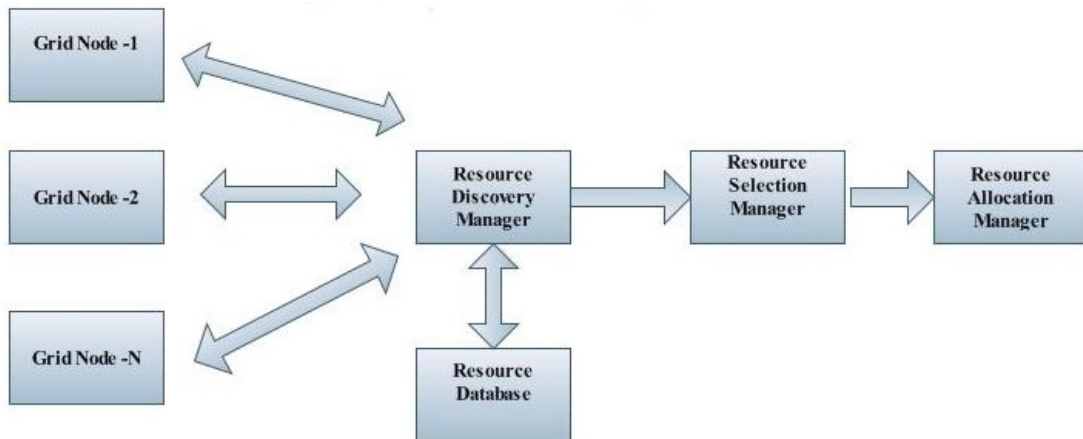 Grid Node -1
Grid Node -2
Grid Node -N
Resource
Discovery
Manager
Resource
Selection
Manager
Resource
Allocation
Manager
Resource
Database